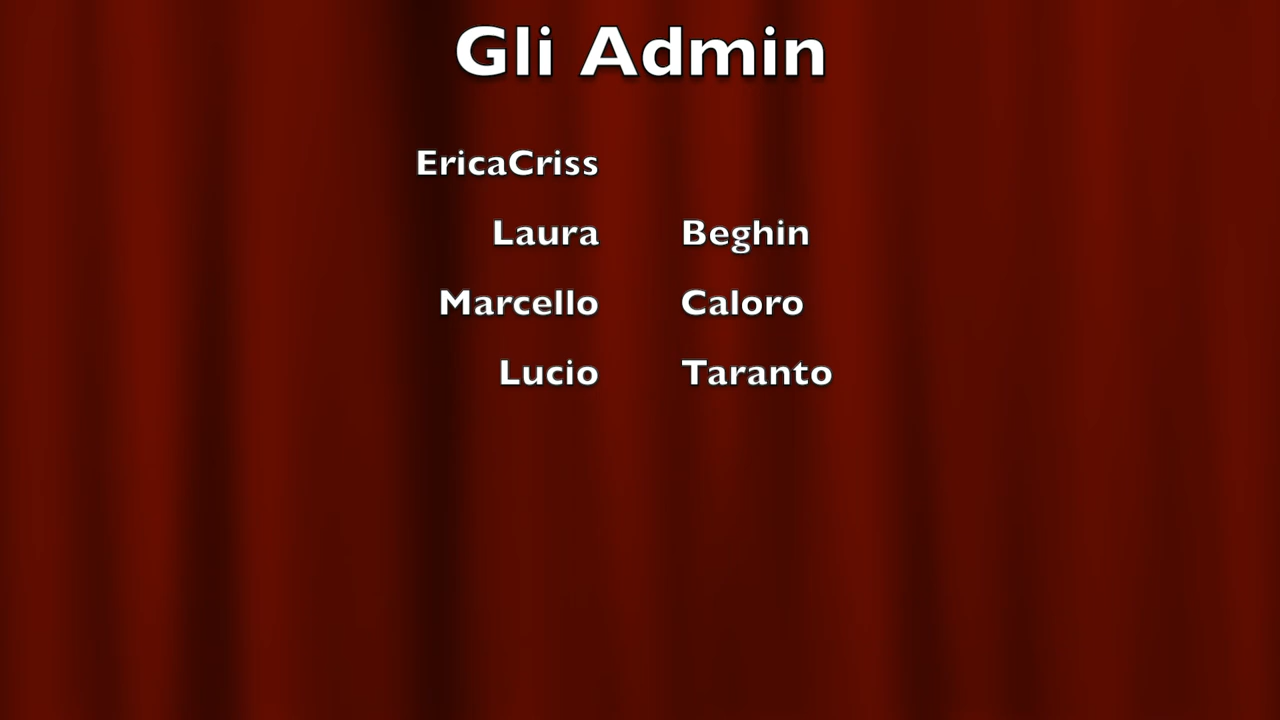 Gli Admin
EricaCriss
Laura Beghin
Marcello Caloro
Lucio Taranto